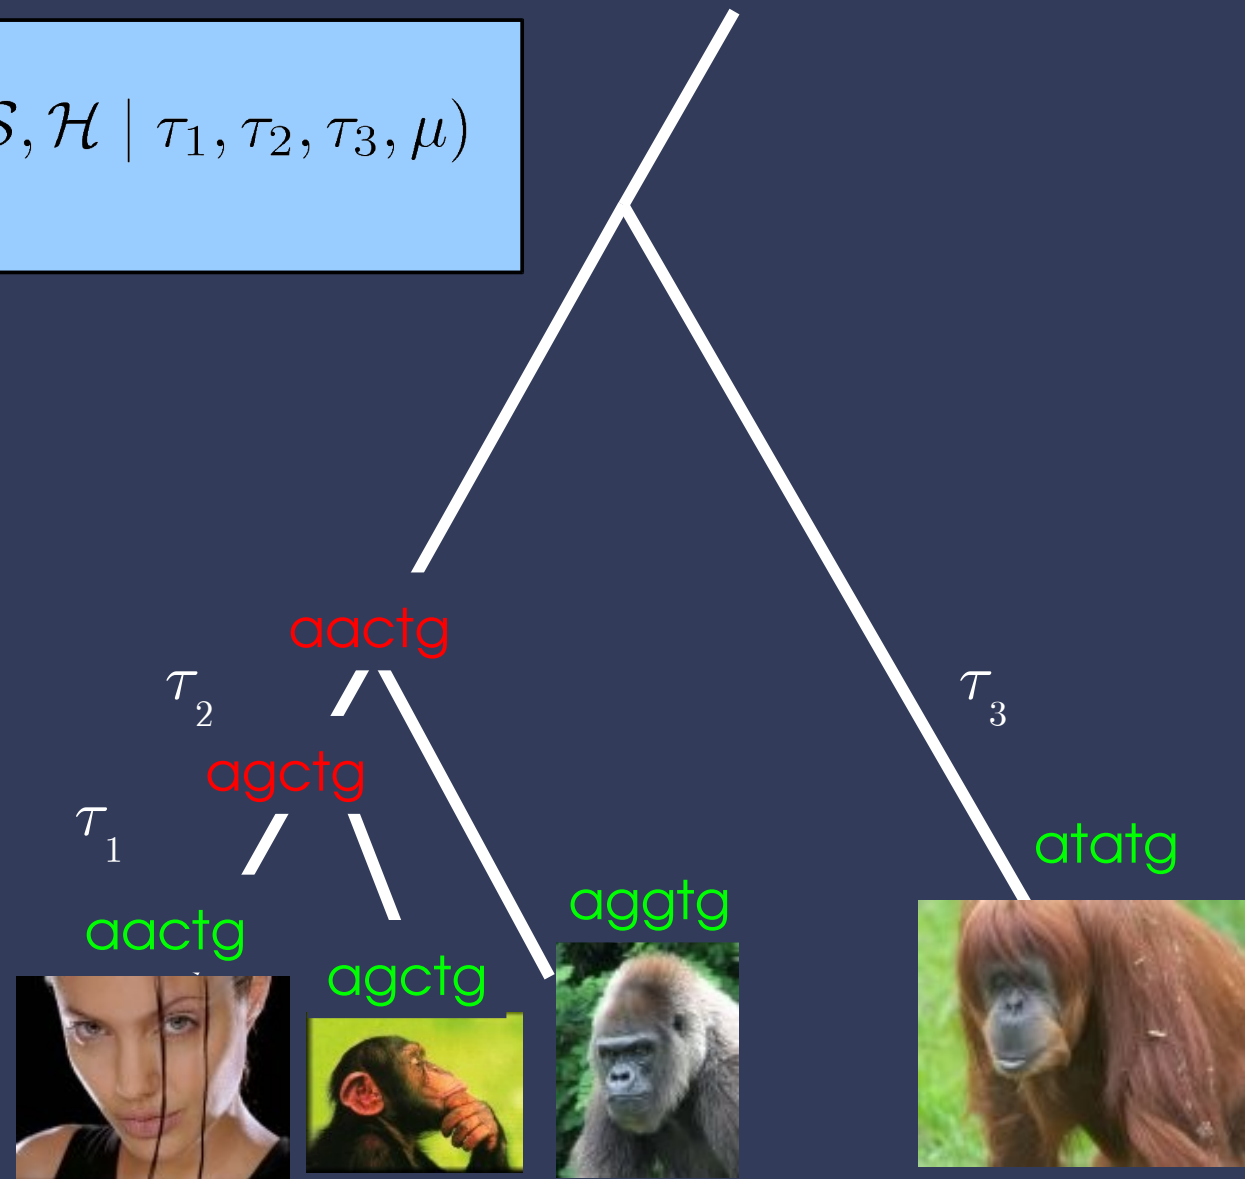 S, H | τ1, τ2, τ3, μ)
aactg
τ2
τ3
agctg
τ1
atatg
aggtg
aactg
agctg